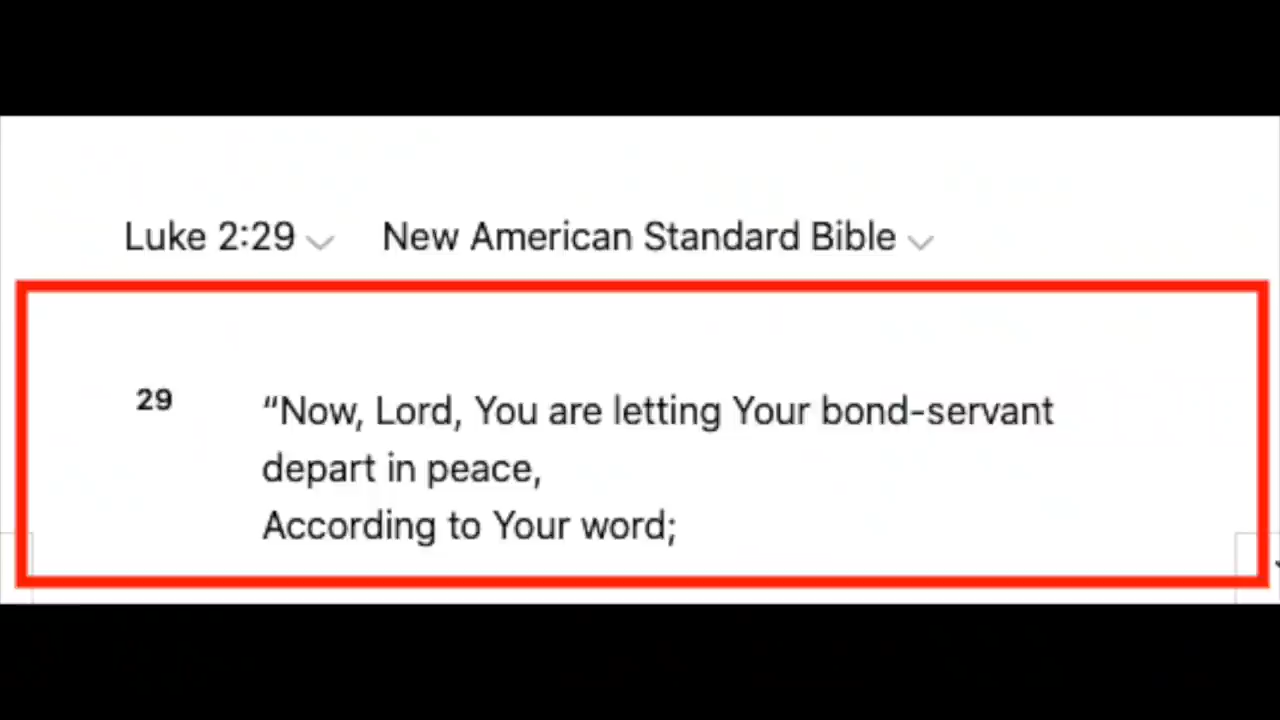 Luke 2:29 New American Standard Bible
29 “Now, Lord, You are letting Your bond-servant
depart in peace,
According to Your word;